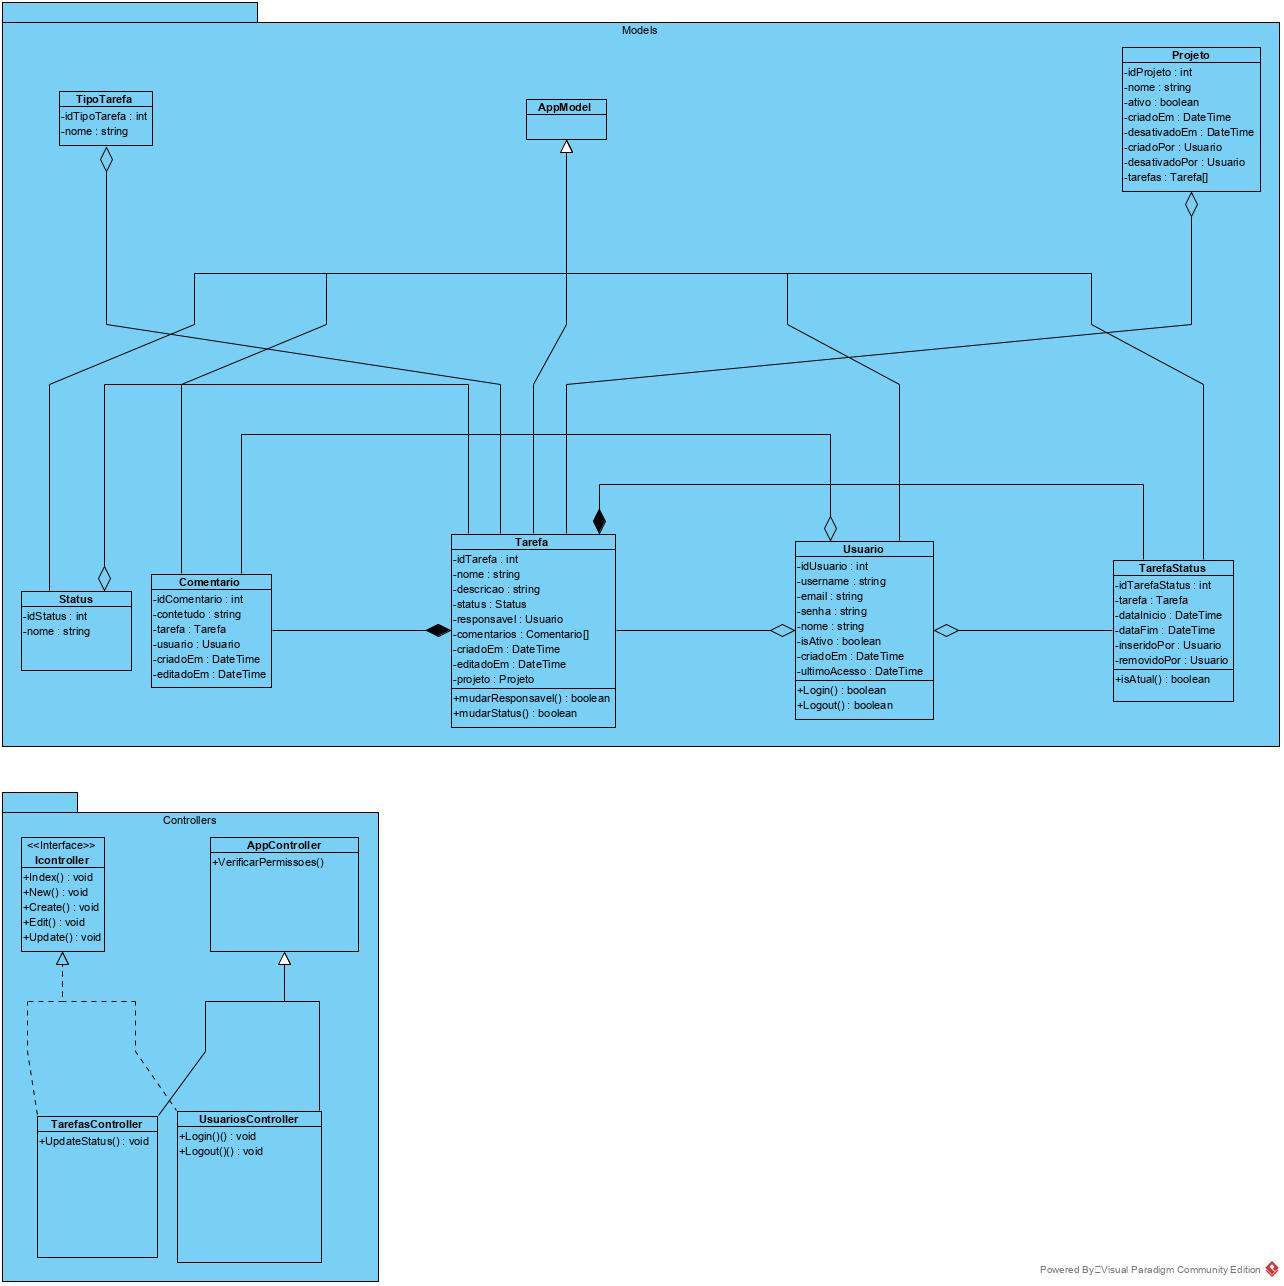 Models
TipoTarefa
-idTipoTarefa : int
-nome : string
AppModel
Projeto
-idProjeto : int
-nome : string
-ativo : boolean
-criadoEm : DateTime
-desativadoEm : DateTime
-criadoPor : Usuario
-desativadoPor : Usuario
-tarefas : Tarefa[]
Status
-idStatus : int
-nome : string
Comentario
-idComentario : int
-contetudo : string
-tarefa : Tarefa
-usuario : Usuario
-criadoEm : DateTime
-editadoEm : DateTime
Tarefa
-idTarefa : int
-nome : string
-descricao : string
-status : Status
-responsavel : Usuario
-comentarios : Comentario[]
-criadoEm : DateTime
-editadoEm : DateTime
-projeto : Projeto
+mudarResponsavel() : boolean
+mudarStatus() : boolean
Usuario
-idUsuario : int
-username : string
-email : string
-senha : string
-nome : string
-isAtivo : boolean
-criadoEm : DateTime
-ultimoAcesso : DateTime
+Login() : boolean
+Logout() : boolean
TarefaStatus
-idTarefaStatus : int
-tarefa : Tarefa
-dataInicio : DateTime
-dataFim : DateTime
-inseridoPor : Usuario
-removidoPor : Usuario
+isAtual() : boolean
Controllers
<<Interface>>
Icontroller
+Index() : void
+New() : void
+Create() : void
+Edit() : void
+Update() : void
AppController
+VerificarPermissoes()
TarefasController
+UpdateStatus() : void
UsuariosController
+Login()() : void
+Logout()() : void
Powered By Visual Paradigm Community Edition